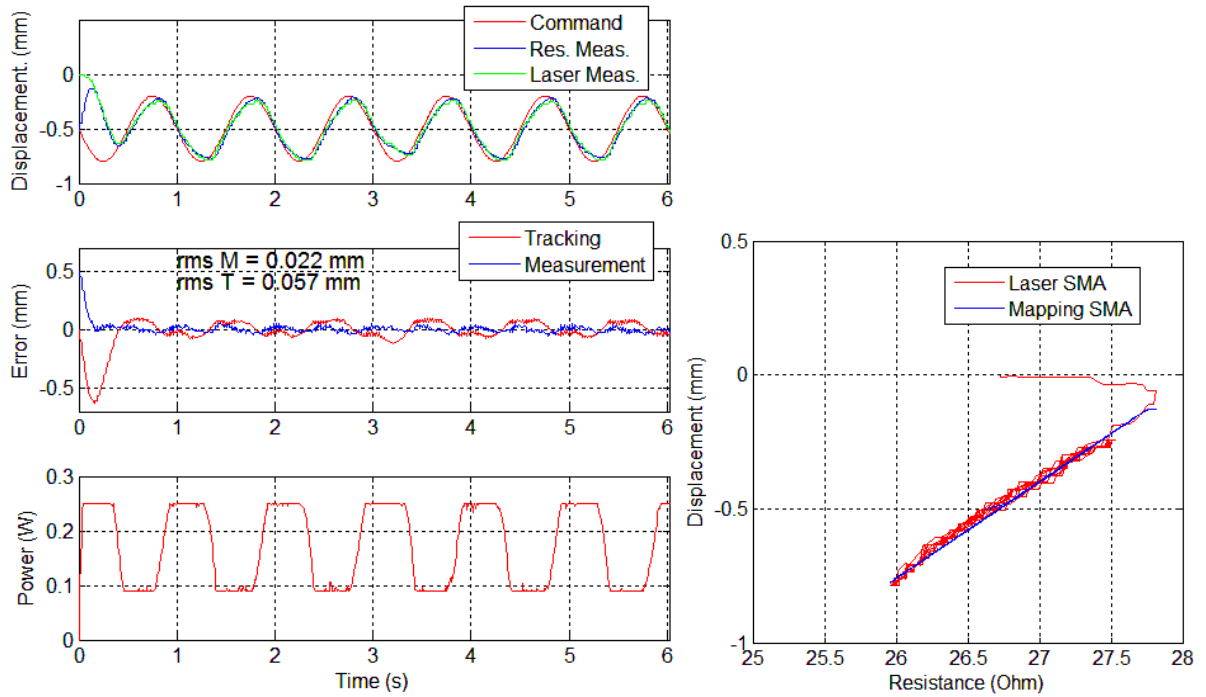 Displacement. (mm)
0
-0.5
-1
Command
Res. Meas.
Laser Meas.
0 1 2 3 4 5 6
Error (mm)
0.5
0
-0.5
rms M = 0.022 mm
rms T = 0.057 mm
Tracking
Measurement
0 1 2 3 4 5 6
Power (W)
0.3
0.2
0.1
0
0 1 2 3 4 5 6
Time (s)
Displacement (mm)
0.5
0
-0.5
-1
Laser SMA
Mapping SMA
25 25.5 26 26.5 27 27.5 28
Resistance (Ohm)